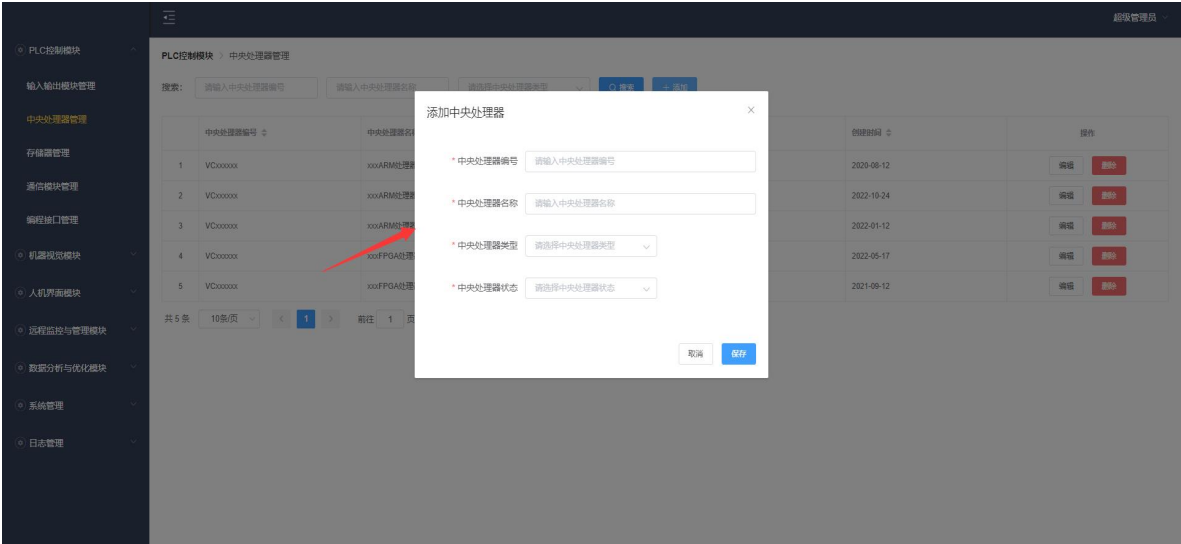 超级管理员
PLC控制模块
输入输出模块管理
中央处理器管理
存储器管理
通信模块管理
编程接口管理
机器视觉模块
人机界面模块
远程监控与管理模块
数据分析与优化模块
系统管理
日志管理
PLC控制模块 > 中央处理器管理
搜索: 请输入中央处理器编号 请输入中央处理器名称 请选择中央处理器类型 搜索 + 添加
中央处理器编号 中央处理器名 创建时间 操作
1 VCxxxxxx xxxARM处理器 2020-08-12 编辑 删除
2 VCxxxxxx xxxARM处理器 2022-10-24 编辑 删除
3 VCxxxxxx xxxARM处理器 2022-01-12 编辑 删除
4 VCxxxxxx xxxFPGA处理 2022-05-17 编辑 删除
5 VCxxxxxx xxxFPGA处理 2021-09-12 编辑 删除
共 5 条 10条/页 < 1 > 前往 1 页
添加中央处理器
* 中央处理器编号 请输入中央处理器编号
* 中央处理器名称 请输入中央处理器名称
* 中央处理器类型 请选择中央处理器类型
* 中央处理器状态 请选择中央处理器状态
取消 保存